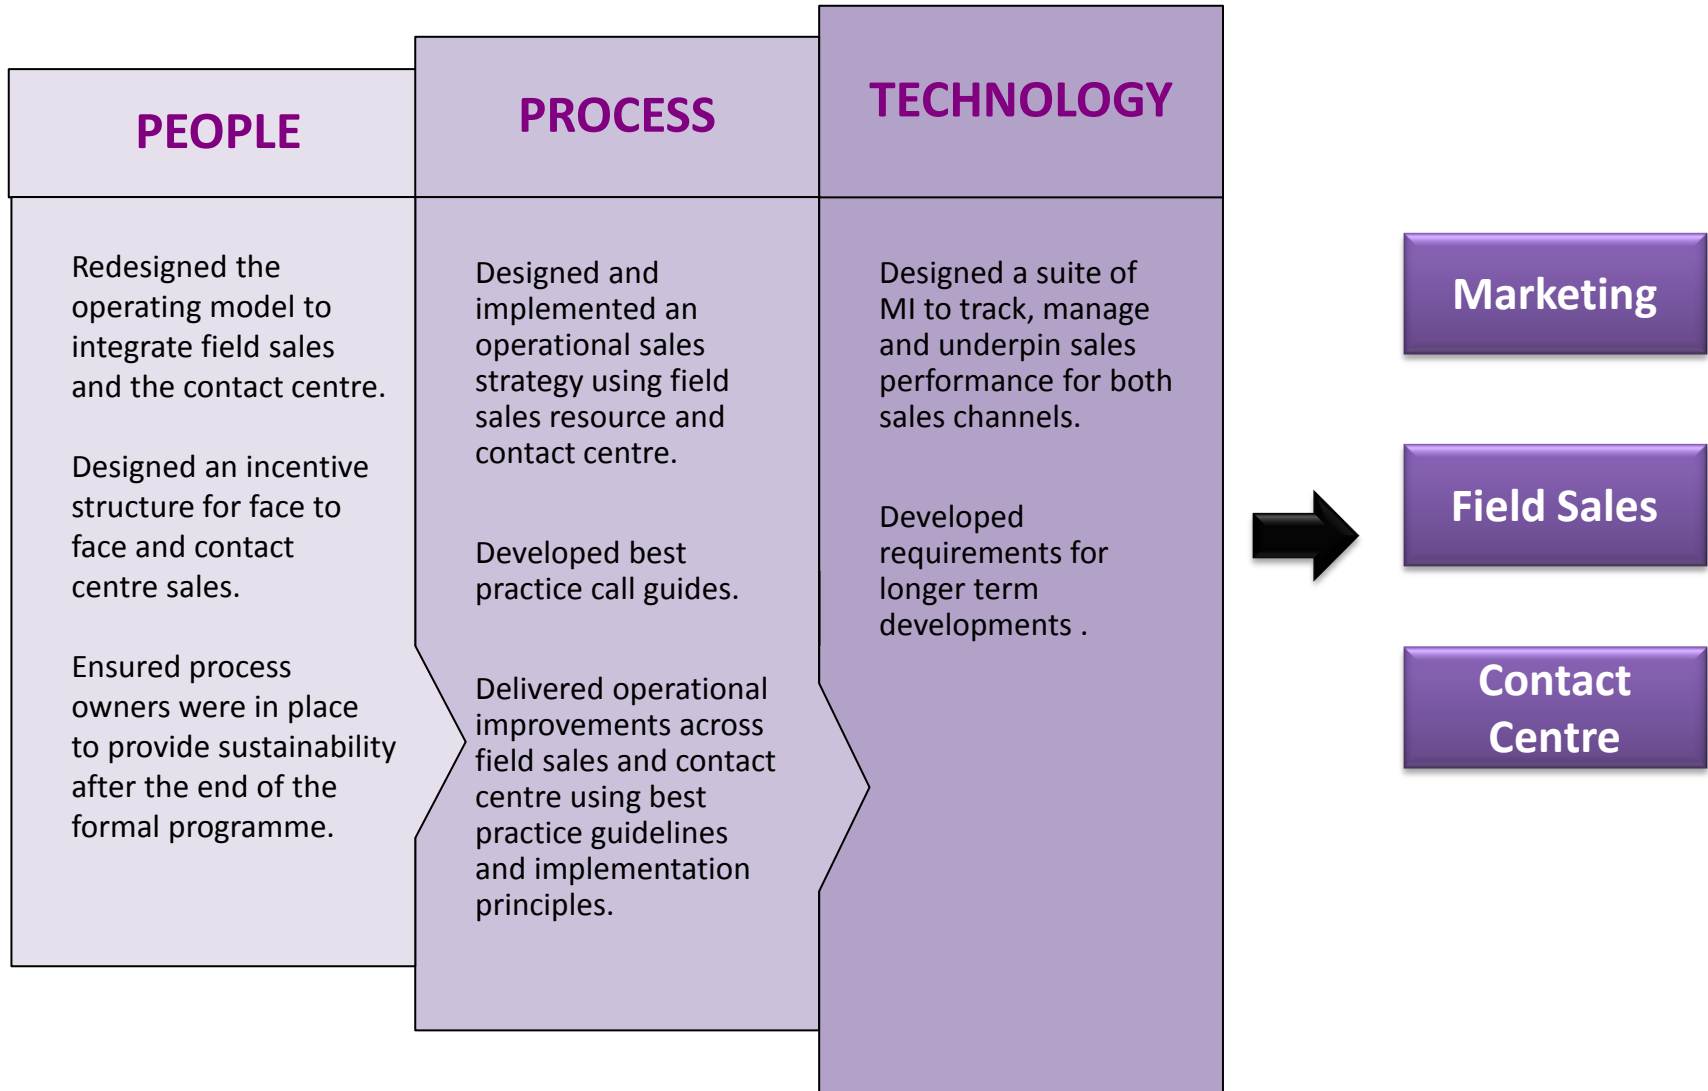 PEOPLE
Redesigned the
operating model to
integrate field sales
and the contact centre.
Designed an incentive
structure for face to
face and contact
centre sales.
Ensured process
owners were in place
to provide sustainability
after the end of the
formal programme.
PROCESS
Designed and
implemented an
operational sales
strategy using field
sales resource and
contact centre.
Developed best
practice call guides.
Delivered operational
improvements across
field sales and contact
centre using best
practice guidelines
and implementation
principles.
TECHNOLOGY
Designed a suite of
MI to track, manage
and underpin sales
performance for both
sales channels.
Developed
requirements for
longer term
developments .
Marketing
Field Sales
Contact
Centre